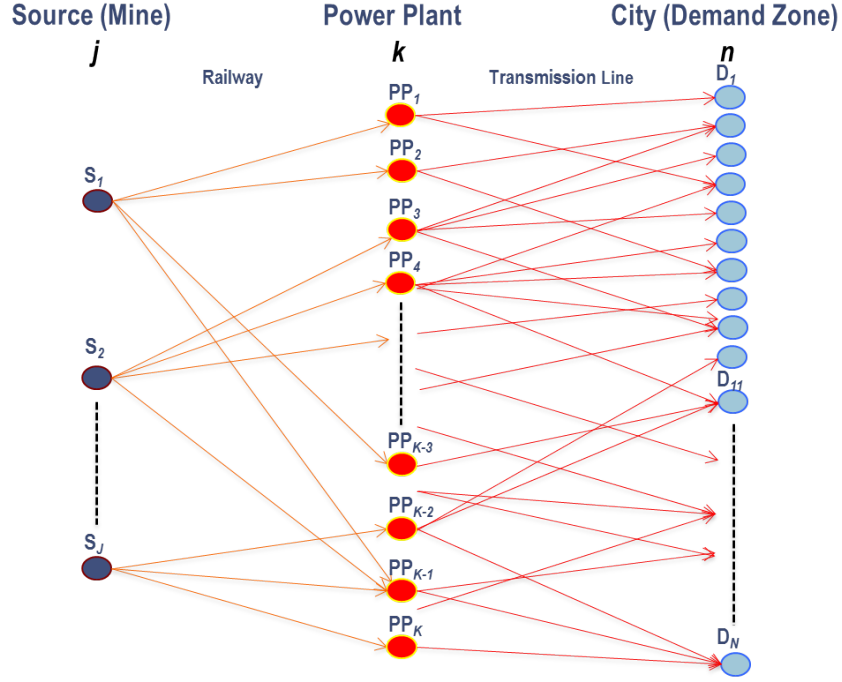 Source (Mine) Power Plant City (Demand Zone)
j k n
Railway Transmission Line
D1
PP1
PP2
S1
PP3
PP4
S2
D11
PPK-3
PPK-2
SJ
PPK-1
PPK
DN